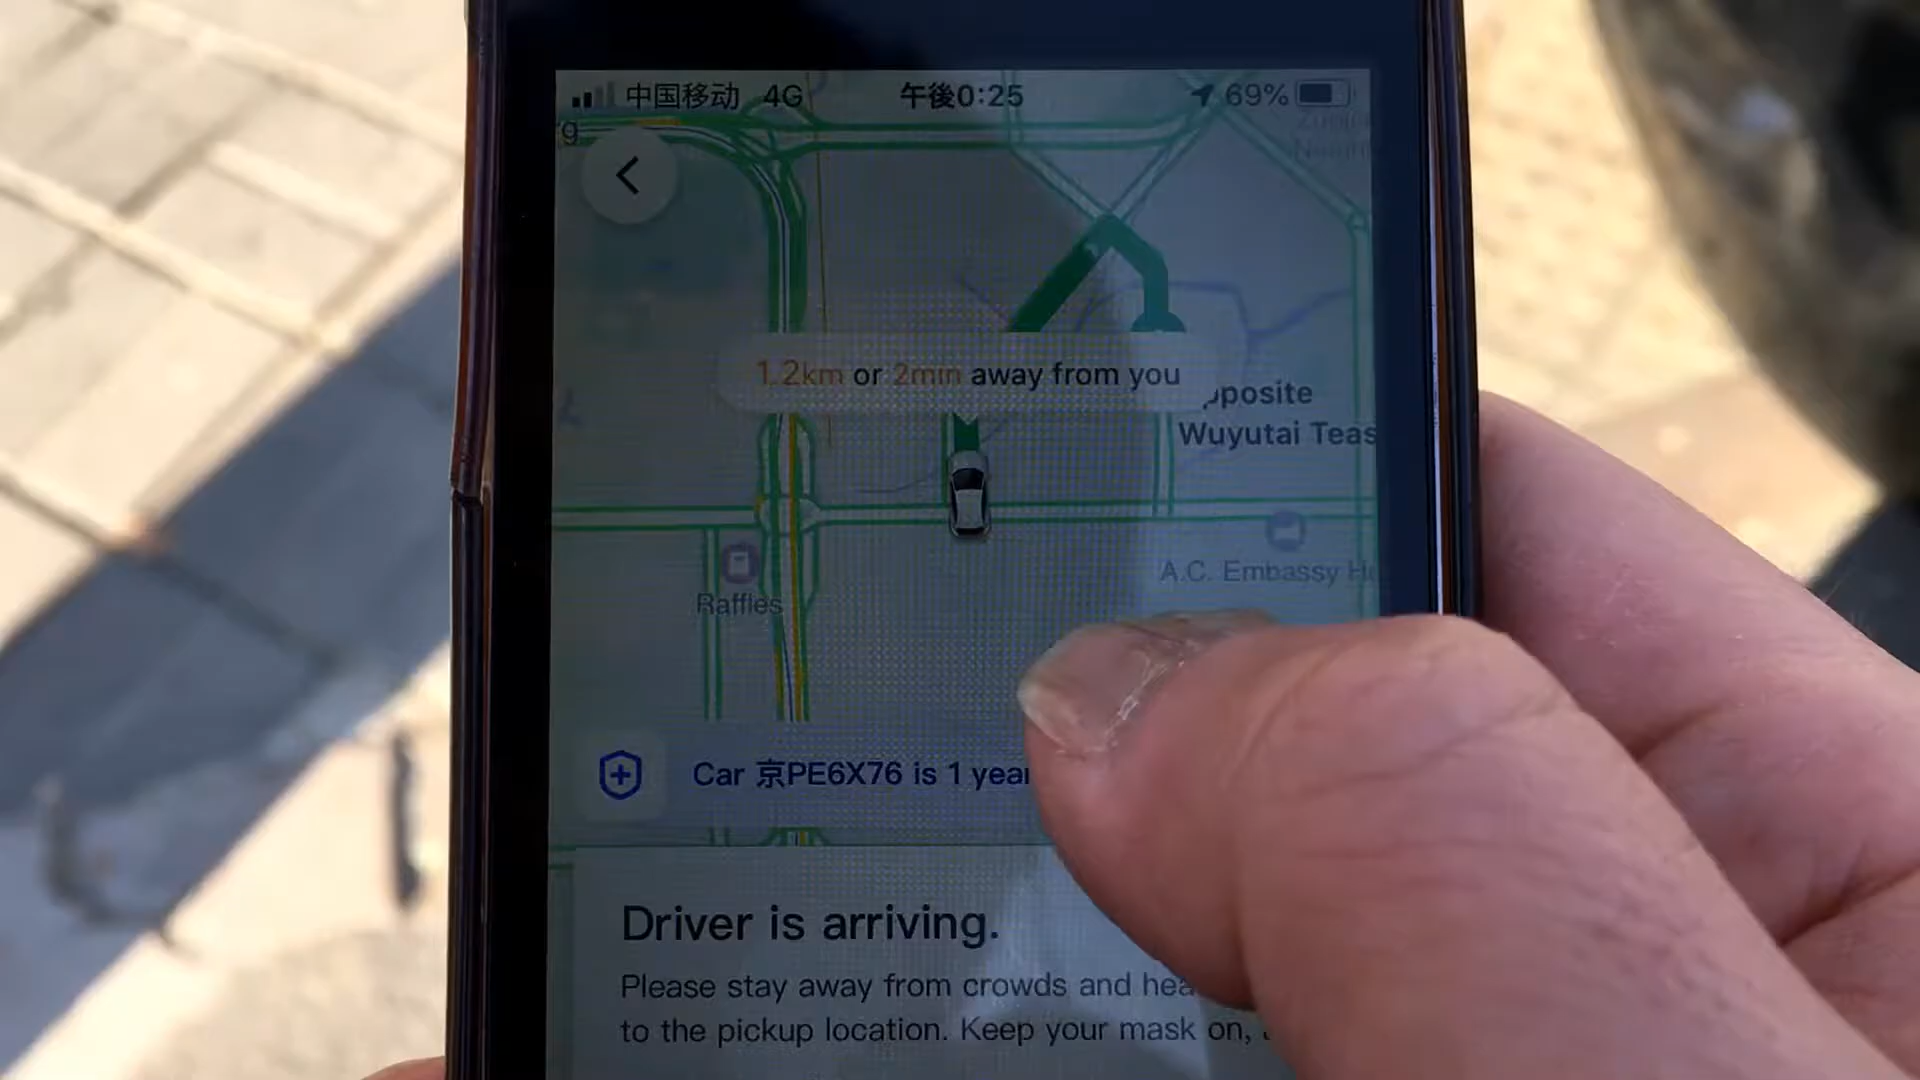 中国移动 4G 午後0:25 69%
g
1.2km or 2min away from you
pposite
Wuyutai Teas
A.C. Embassy
Raffles
Car 京PE6X76 is 1 year
Driver is arriving.
Please stay away from crowds and hea
to the pickup location. Keep your mask on,